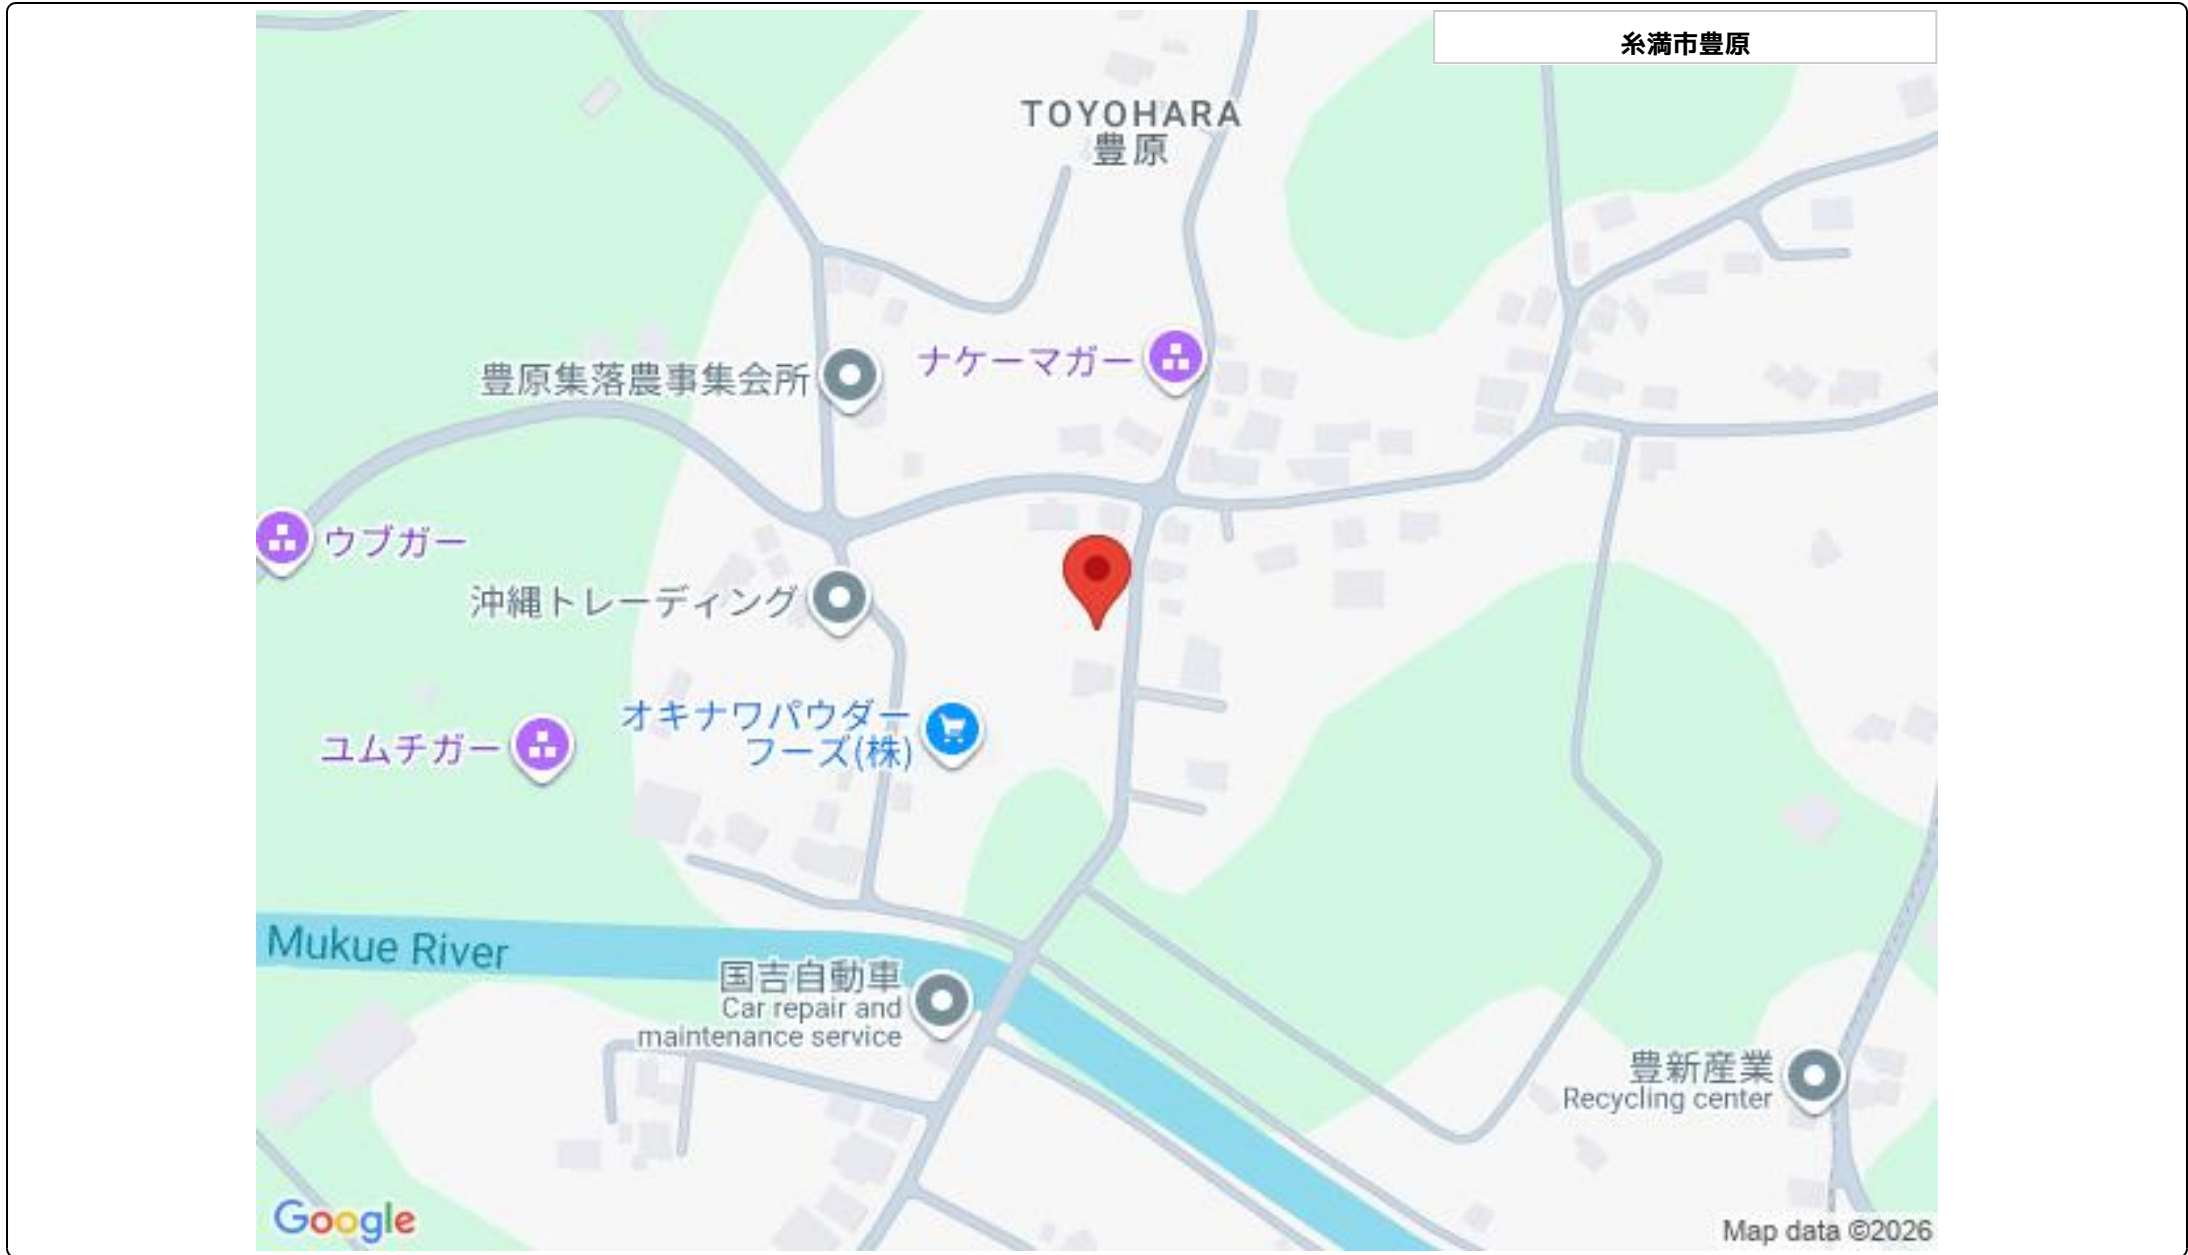 糸満市豊原
TOYOHARA
豊原
豊原集落農事集会所
ナケーマガー
ウブガー
沖縄トレーディング
オキナワパウダー
フーズ(株)
ユムチガー
Mukue River
国吉自動車
Car repair and
maintenance service
豊新産業
Recycling center
Google
Map data ©2026